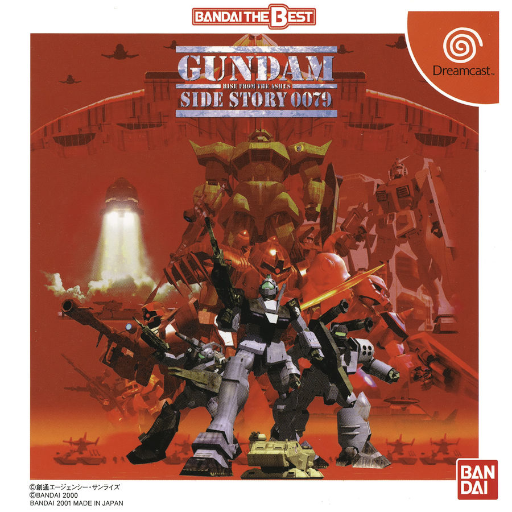 BANDAI THE BEST
Dreamcast™
GUNDAM
RISE FROM THE ASHES
SIDE STORY 0079
©創通エージェンシー・サンライズ
©BANDAI 2000
BANDAI 2001 MADE IN JAPAN
BAN
DAI